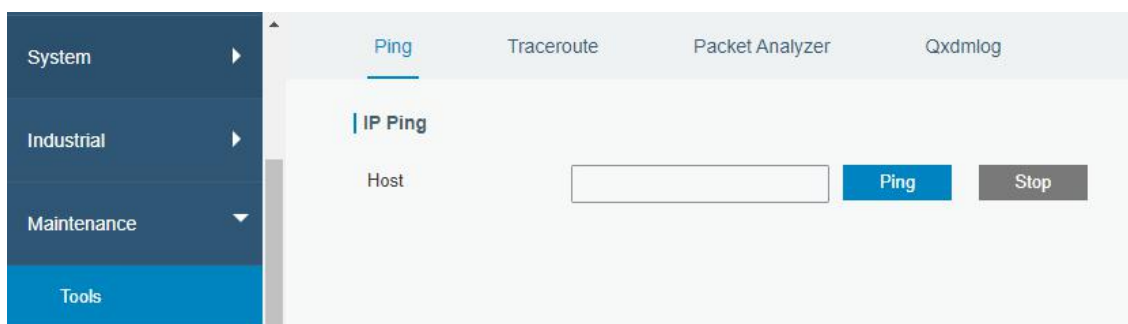 System
Industrial
Maintenance
Tools
Ping Traceroute Packet Analyzer Qxdmlog
IP Ping
Host Ping Stop